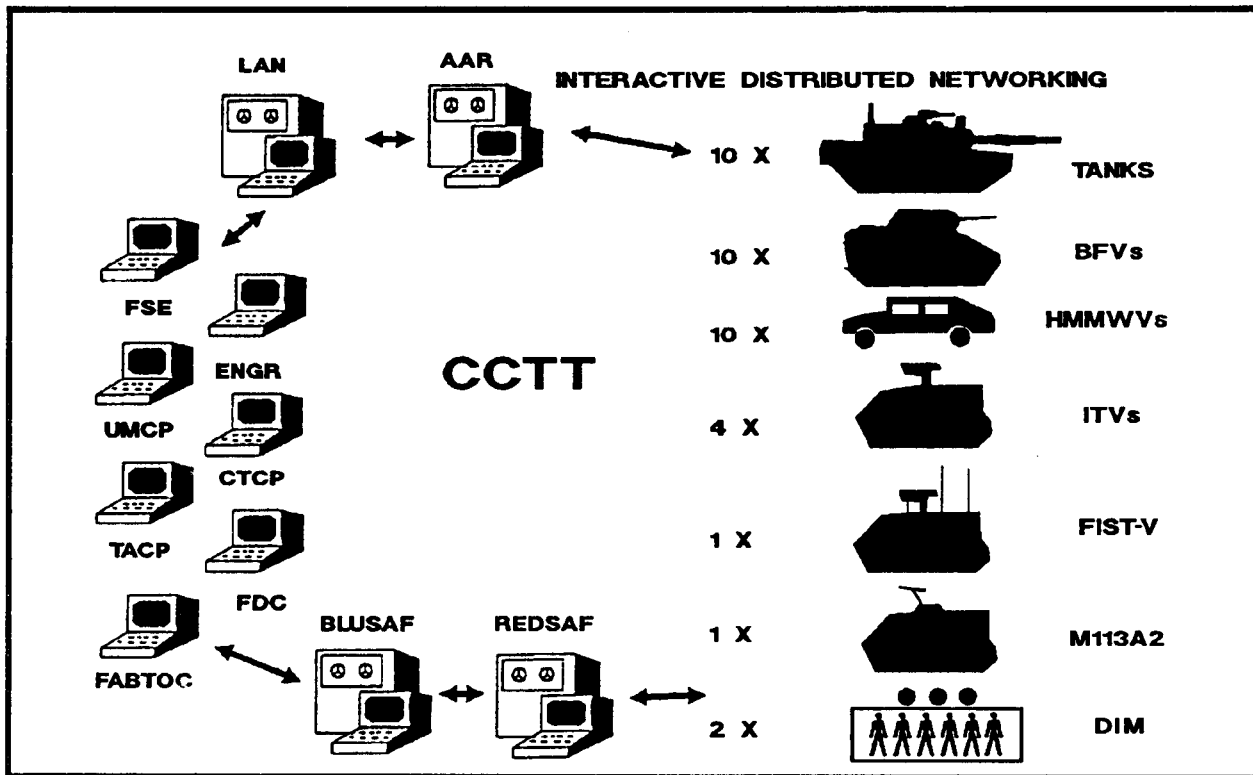 LAN
AAR
INTERACTIVE DISTRIBUTED NETWORKING
10 X
TANKS
FSE
10 X
BFVs
ENGR
10 X
HMMWVs
CCTT
UMCP
CTCP
4 X
ITVs
TACP
FDC
1 X
FIST-V
FABTOC
BLUSAF
REDSAF
1 X
M113A2
2 X
DIM